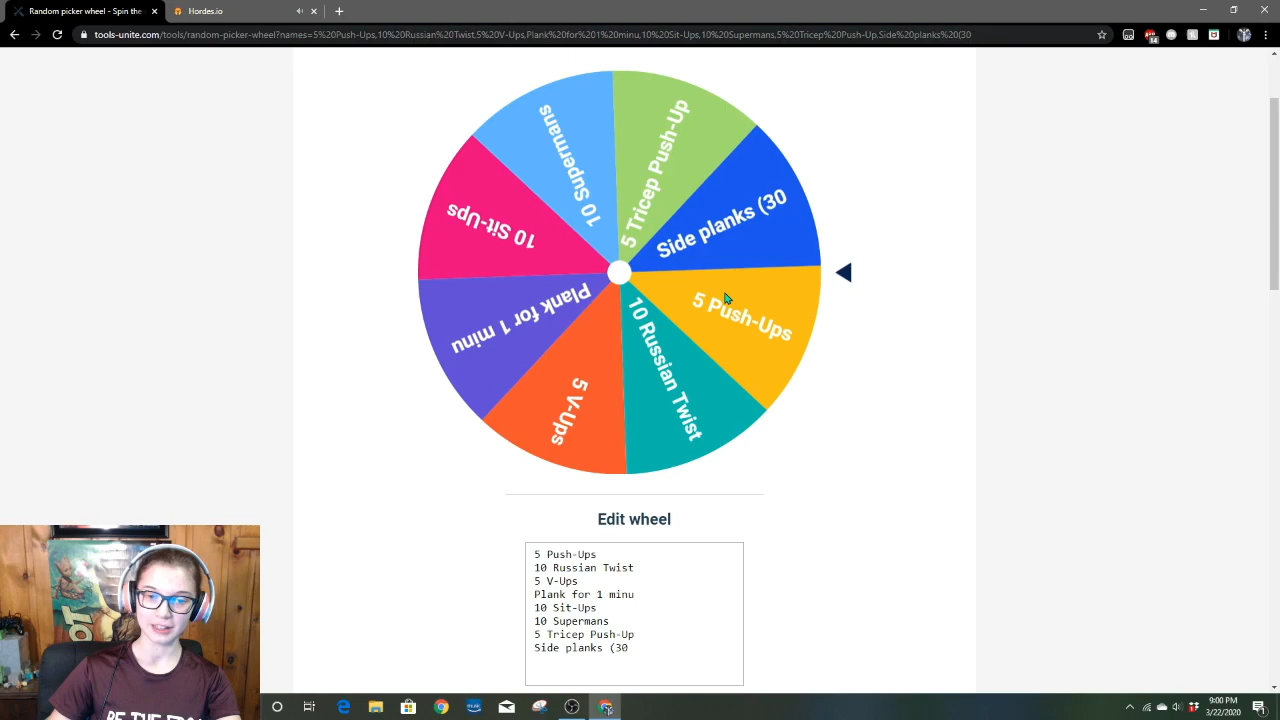 Random picker wheel - Spin the
Hordes.io
tools-unite.com/tools/random-picker-wheel?names=5%20Push-Ups,10%20Russian%20Twist,5%20V-Ups,Plank%20for%201%20minu,10%20Sit-Ups,10%20Supermans,5%20Tricep%20Push-Up,Side%20planks%20(30
14
10 Supermans
5 Tricep Push-Up
Side planks (30
10 Sit-Ups
Plank for 1 minu
5 Push-Ups
10 Russian Twist
5 V-Ups
Edit wheel
5 Push-Ups
10 Russian Twist
5 V-Ups
Plank for 1 minu
10 Sit-Ups
10 Supermans
5 Tricep Push-Up
Side planks (30
BE THE
9:00 PM
3/22/2020